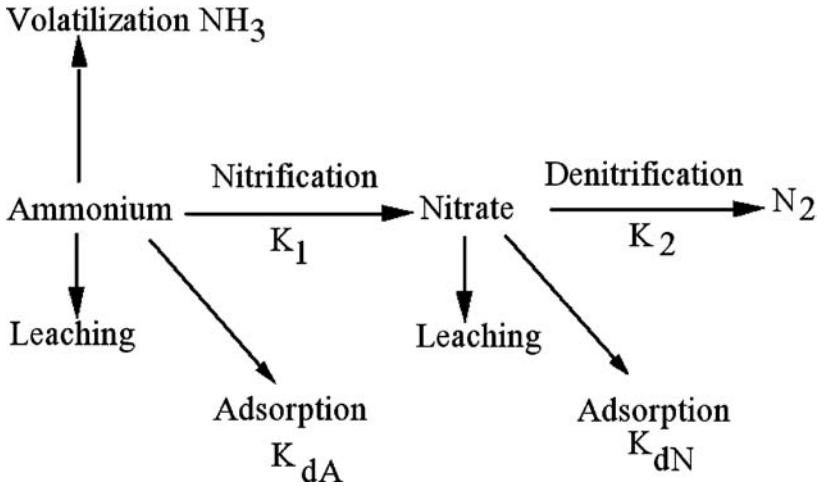 Volatilization NH3
Nitrification
Denitrification
Ammonium
Nitrate
N2
K1
K2
Leaching
Leaching
Adsorption
KdA
Adsorption
KdN